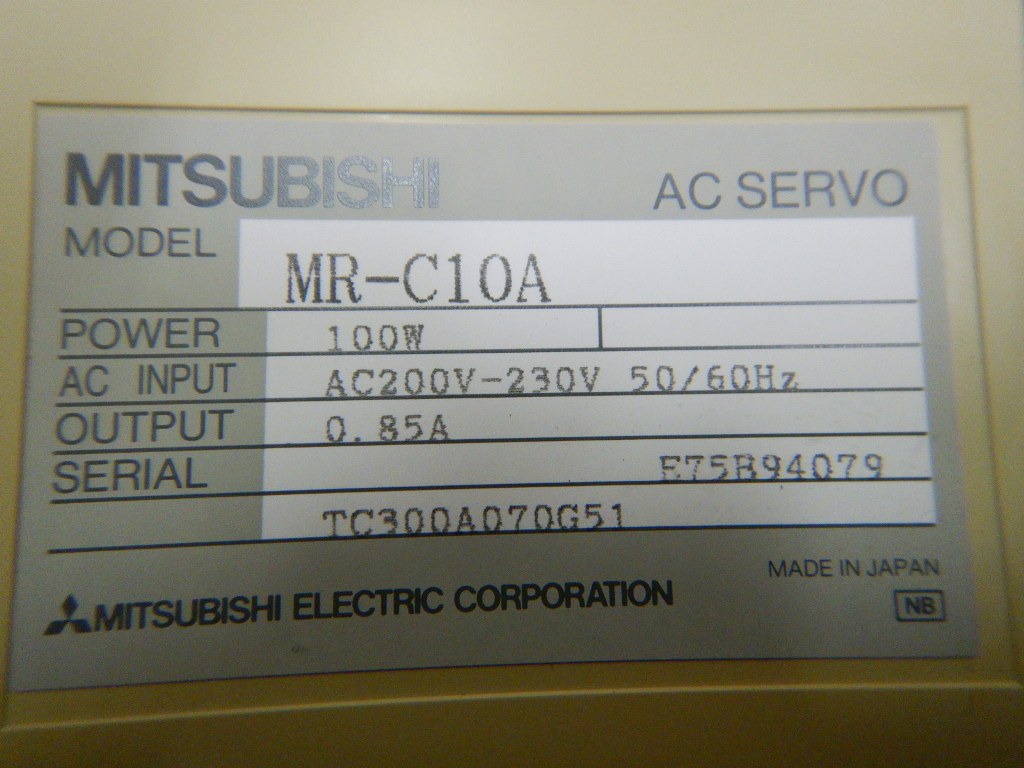 MITSUBISHI AC SERVO
MODEL MR-C10A
POWER 100W
AC INPUT AC200V-230V 50/60Hz
OUTPUT 0.85A
SERIAL E75B94079
TC300A070G51
MITSUBISHI ELECTRIC CORPORATION
MADE IN JAPAN
NB